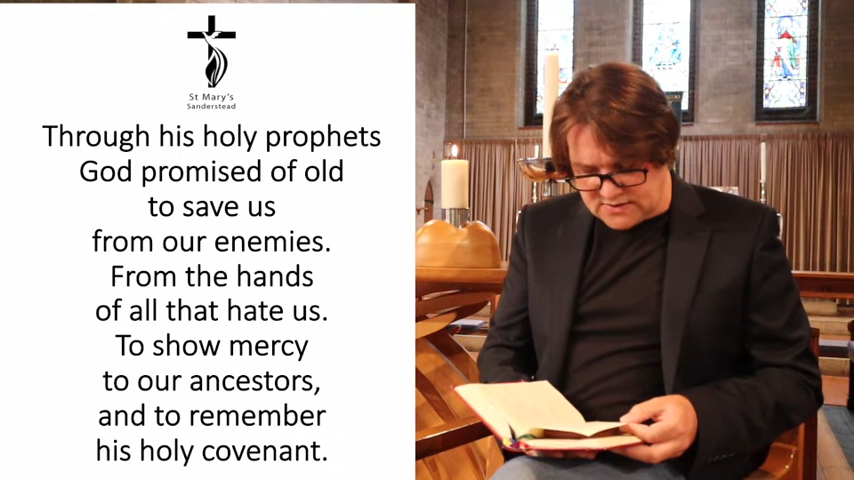 St Mary's
Sanderstead
Through his holy prophets
God promised of old
to save us
from our enemies.
From the hands
of all that hate us.
To show mercy
to our ancestors,
and to remember
his holy covenant.